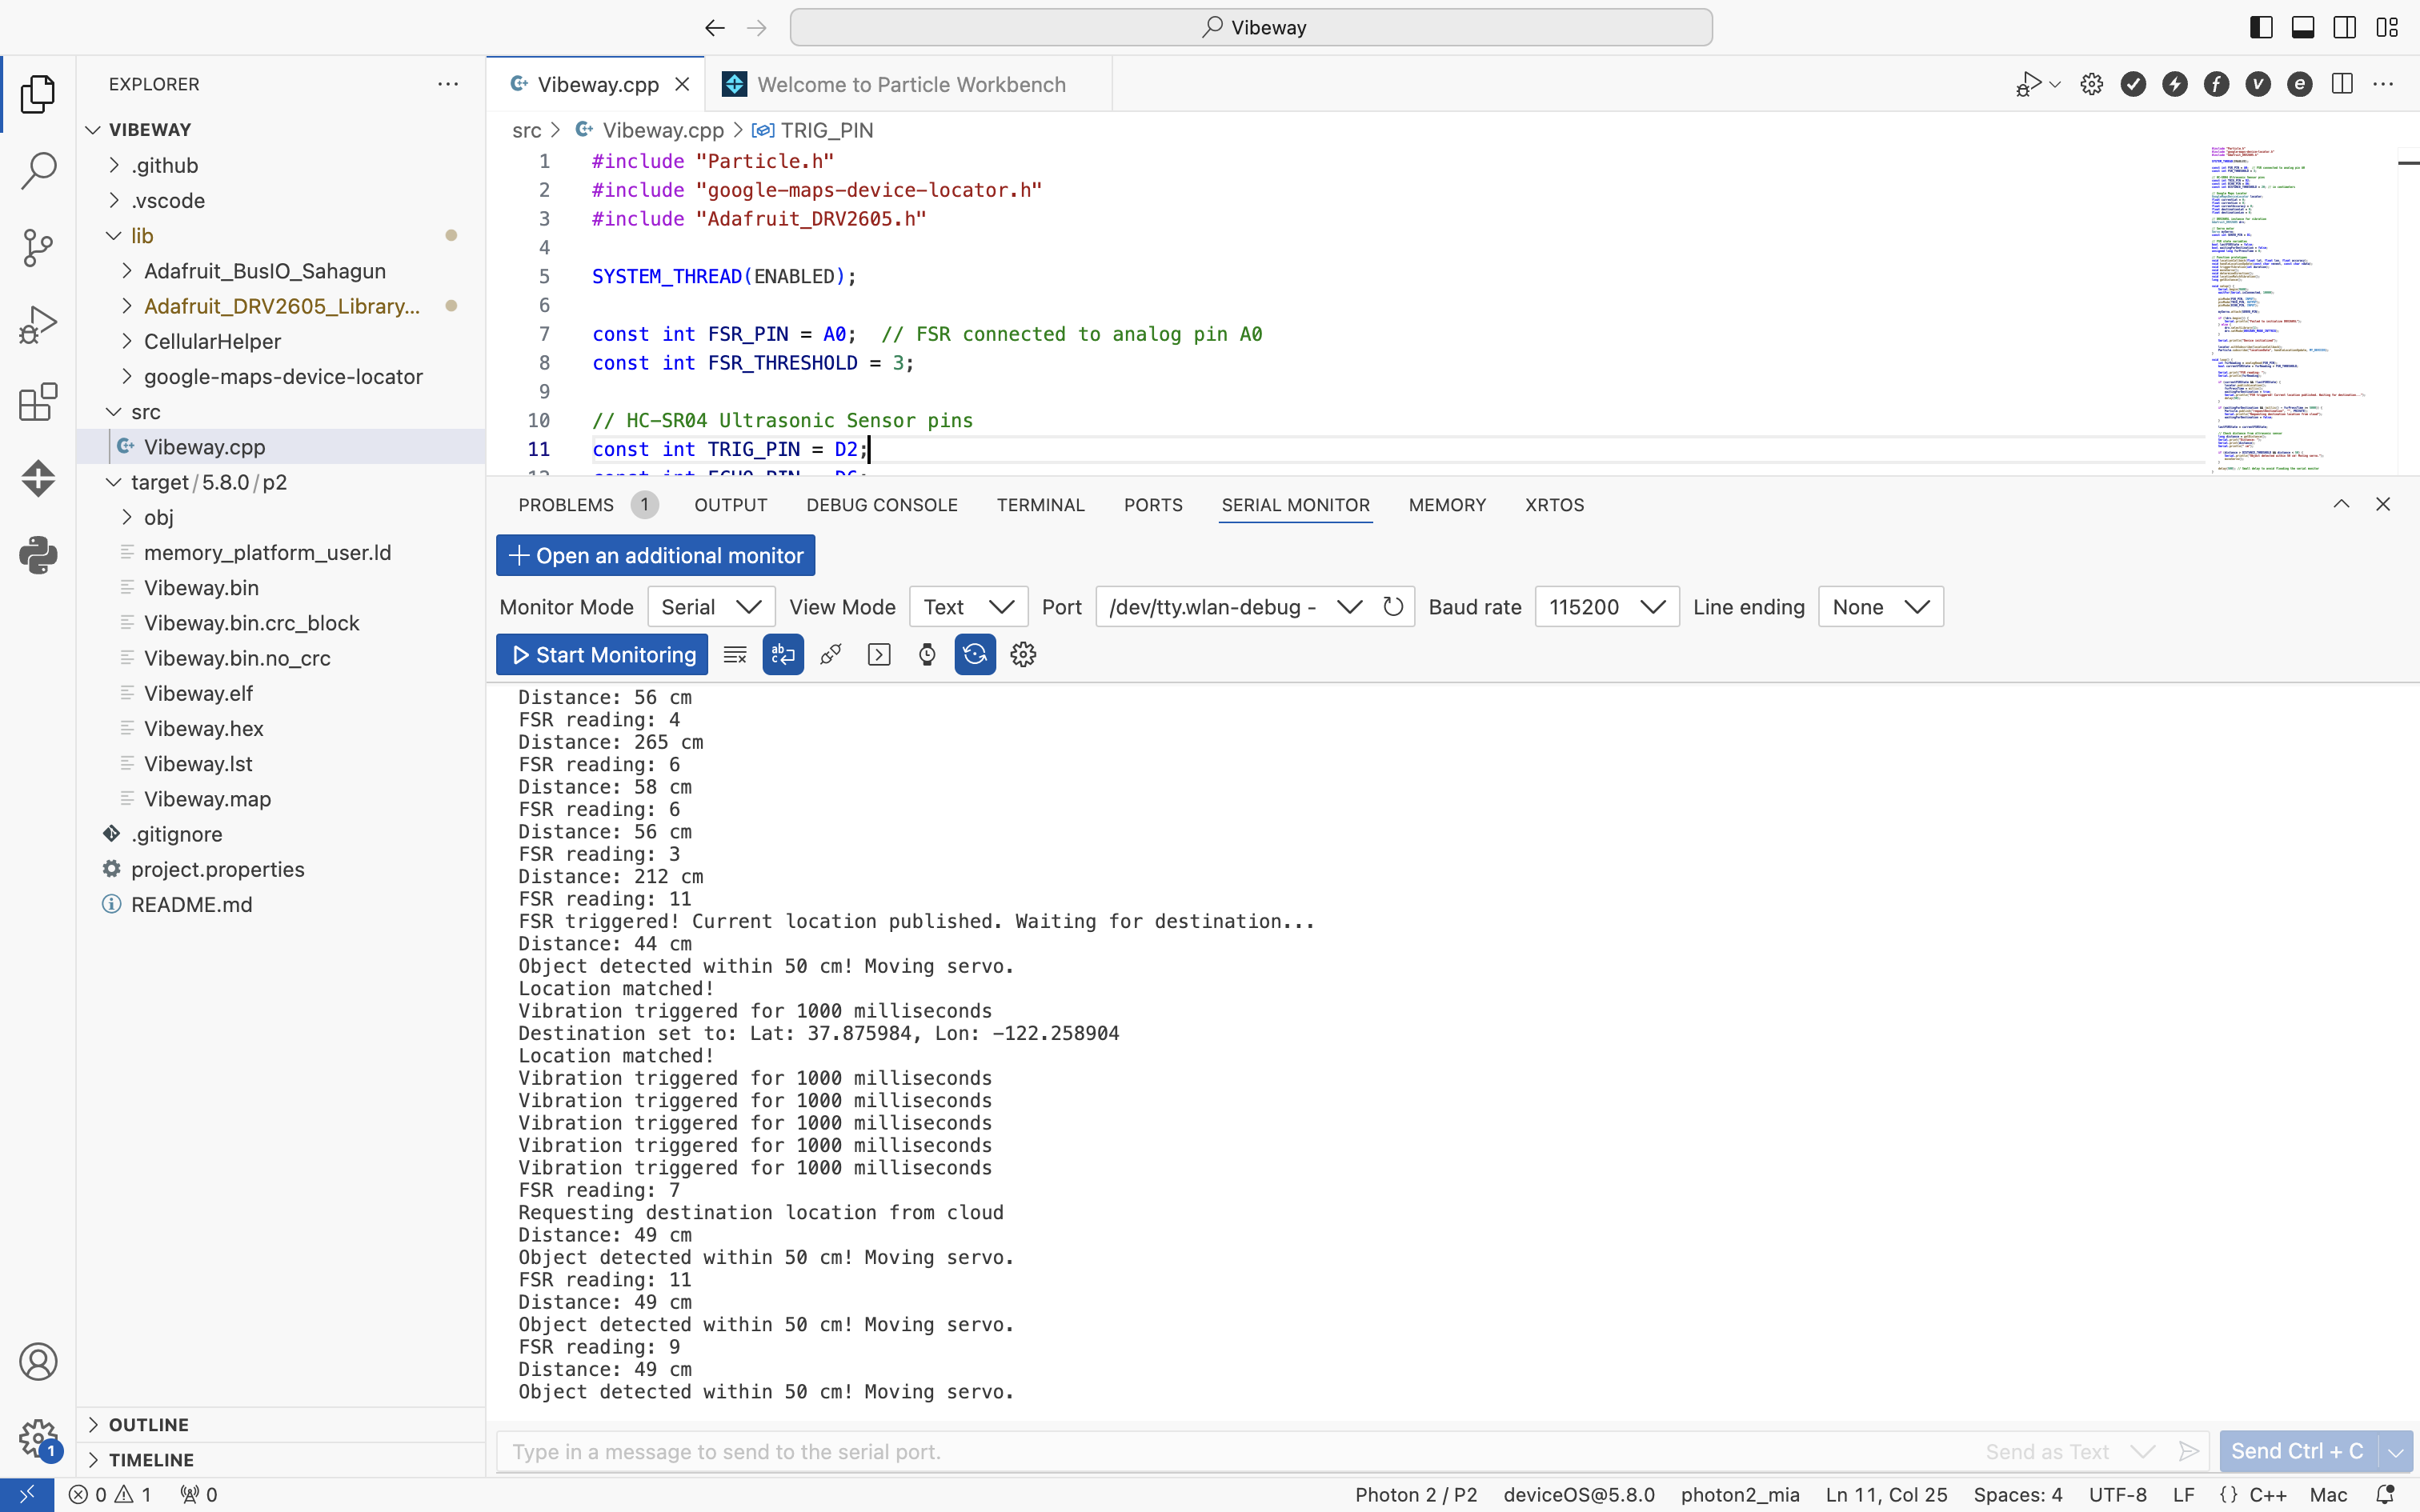 Vibeway
EXPLORER
VIBEWAY
.github
.vscode
lib
Adafruit_BusIO_Sahagun
Adafruit_DRV2605_Library...
CellularHelper
google-maps-device-locator
src
Vibeway.cpp
target/5.8.0/p2
obj
memory_platform_user.ld
Vibeway.bin
Vibeway.bin.crc_block
Vibeway.bin.no_crc
Vibeway.elf
Vibeway.hex
Vibeway.lst
Vibeway.map
.gitignore
project.properties
README.md
OUTLINE
TIMELINE
Vibeway.cpp
Welcome to Particle Workbench
src > Vibeway.cpp > TRIG_PIN
1 #include "Particle.h"
2 #include "google-maps-device-locator.h"
3 #include "Adafruit_DRV2605.h"
4
5 SYSTEM_THREAD(ENABLED);
6
7 const int FSR_PIN = A0;  // FSR connected to analog pin A0
8 const int FSR_THRESHOLD = 3;
9
10 // HC-SR04 Ultrasonic Sensor pins
11 const int TRIG_PIN = D2;
PROBLEMS 1 OUTPUT DEBUG CONSOLE TERMINAL PORTS SERIAL MONITOR MEMORY XRTOS
+ Open an additional monitor
Monitor Mode Serial View Mode Text Port /dev/tty.wlan-debug - Baud rate 115200 Line ending None
Start Monitoring
Distance: 56 cm
FSR reading: 4
Distance: 265 cm
FSR reading: 6
Distance: 58 cm
FSR reading: 6
Distance: 56 cm
FSR reading: 3
Distance: 212 cm
FSR reading: 11
FSR triggered! Current location published. Waiting for destination...
Distance: 44 cm
Object detected within 50 cm! Moving servo.
Location matched!
Vibration triggered for 1000 milliseconds
Destination set to: Lat: 37.875984, Lon: -122.258904
Location matched!
Vibration triggered for 1000 milliseconds
Vibration triggered for 1000 milliseconds
Vibration triggered for 1000 milliseconds
Vibration triggered for 1000 milliseconds
Vibration triggered for 1000 milliseconds
FSR reading: 7
Requesting destination location from cloud
Distance: 49 cm
Object detected within 50 cm! Moving servo.
FSR reading: 11
Distance: 49 cm
Object detected within 50 cm! Moving servo.
FSR reading: 9
Distance: 49 cm
Object detected within 50 cm! Moving servo.
Type in a message to send to the serial port.
Send as Text
Send Ctrl + C
1
0 1 0
Photon 2 / P2 deviceOS@5.8.0 photon2_mia Ln 11, Col 25 Spaces: 4 UTF-8 LF {} C++ Mac